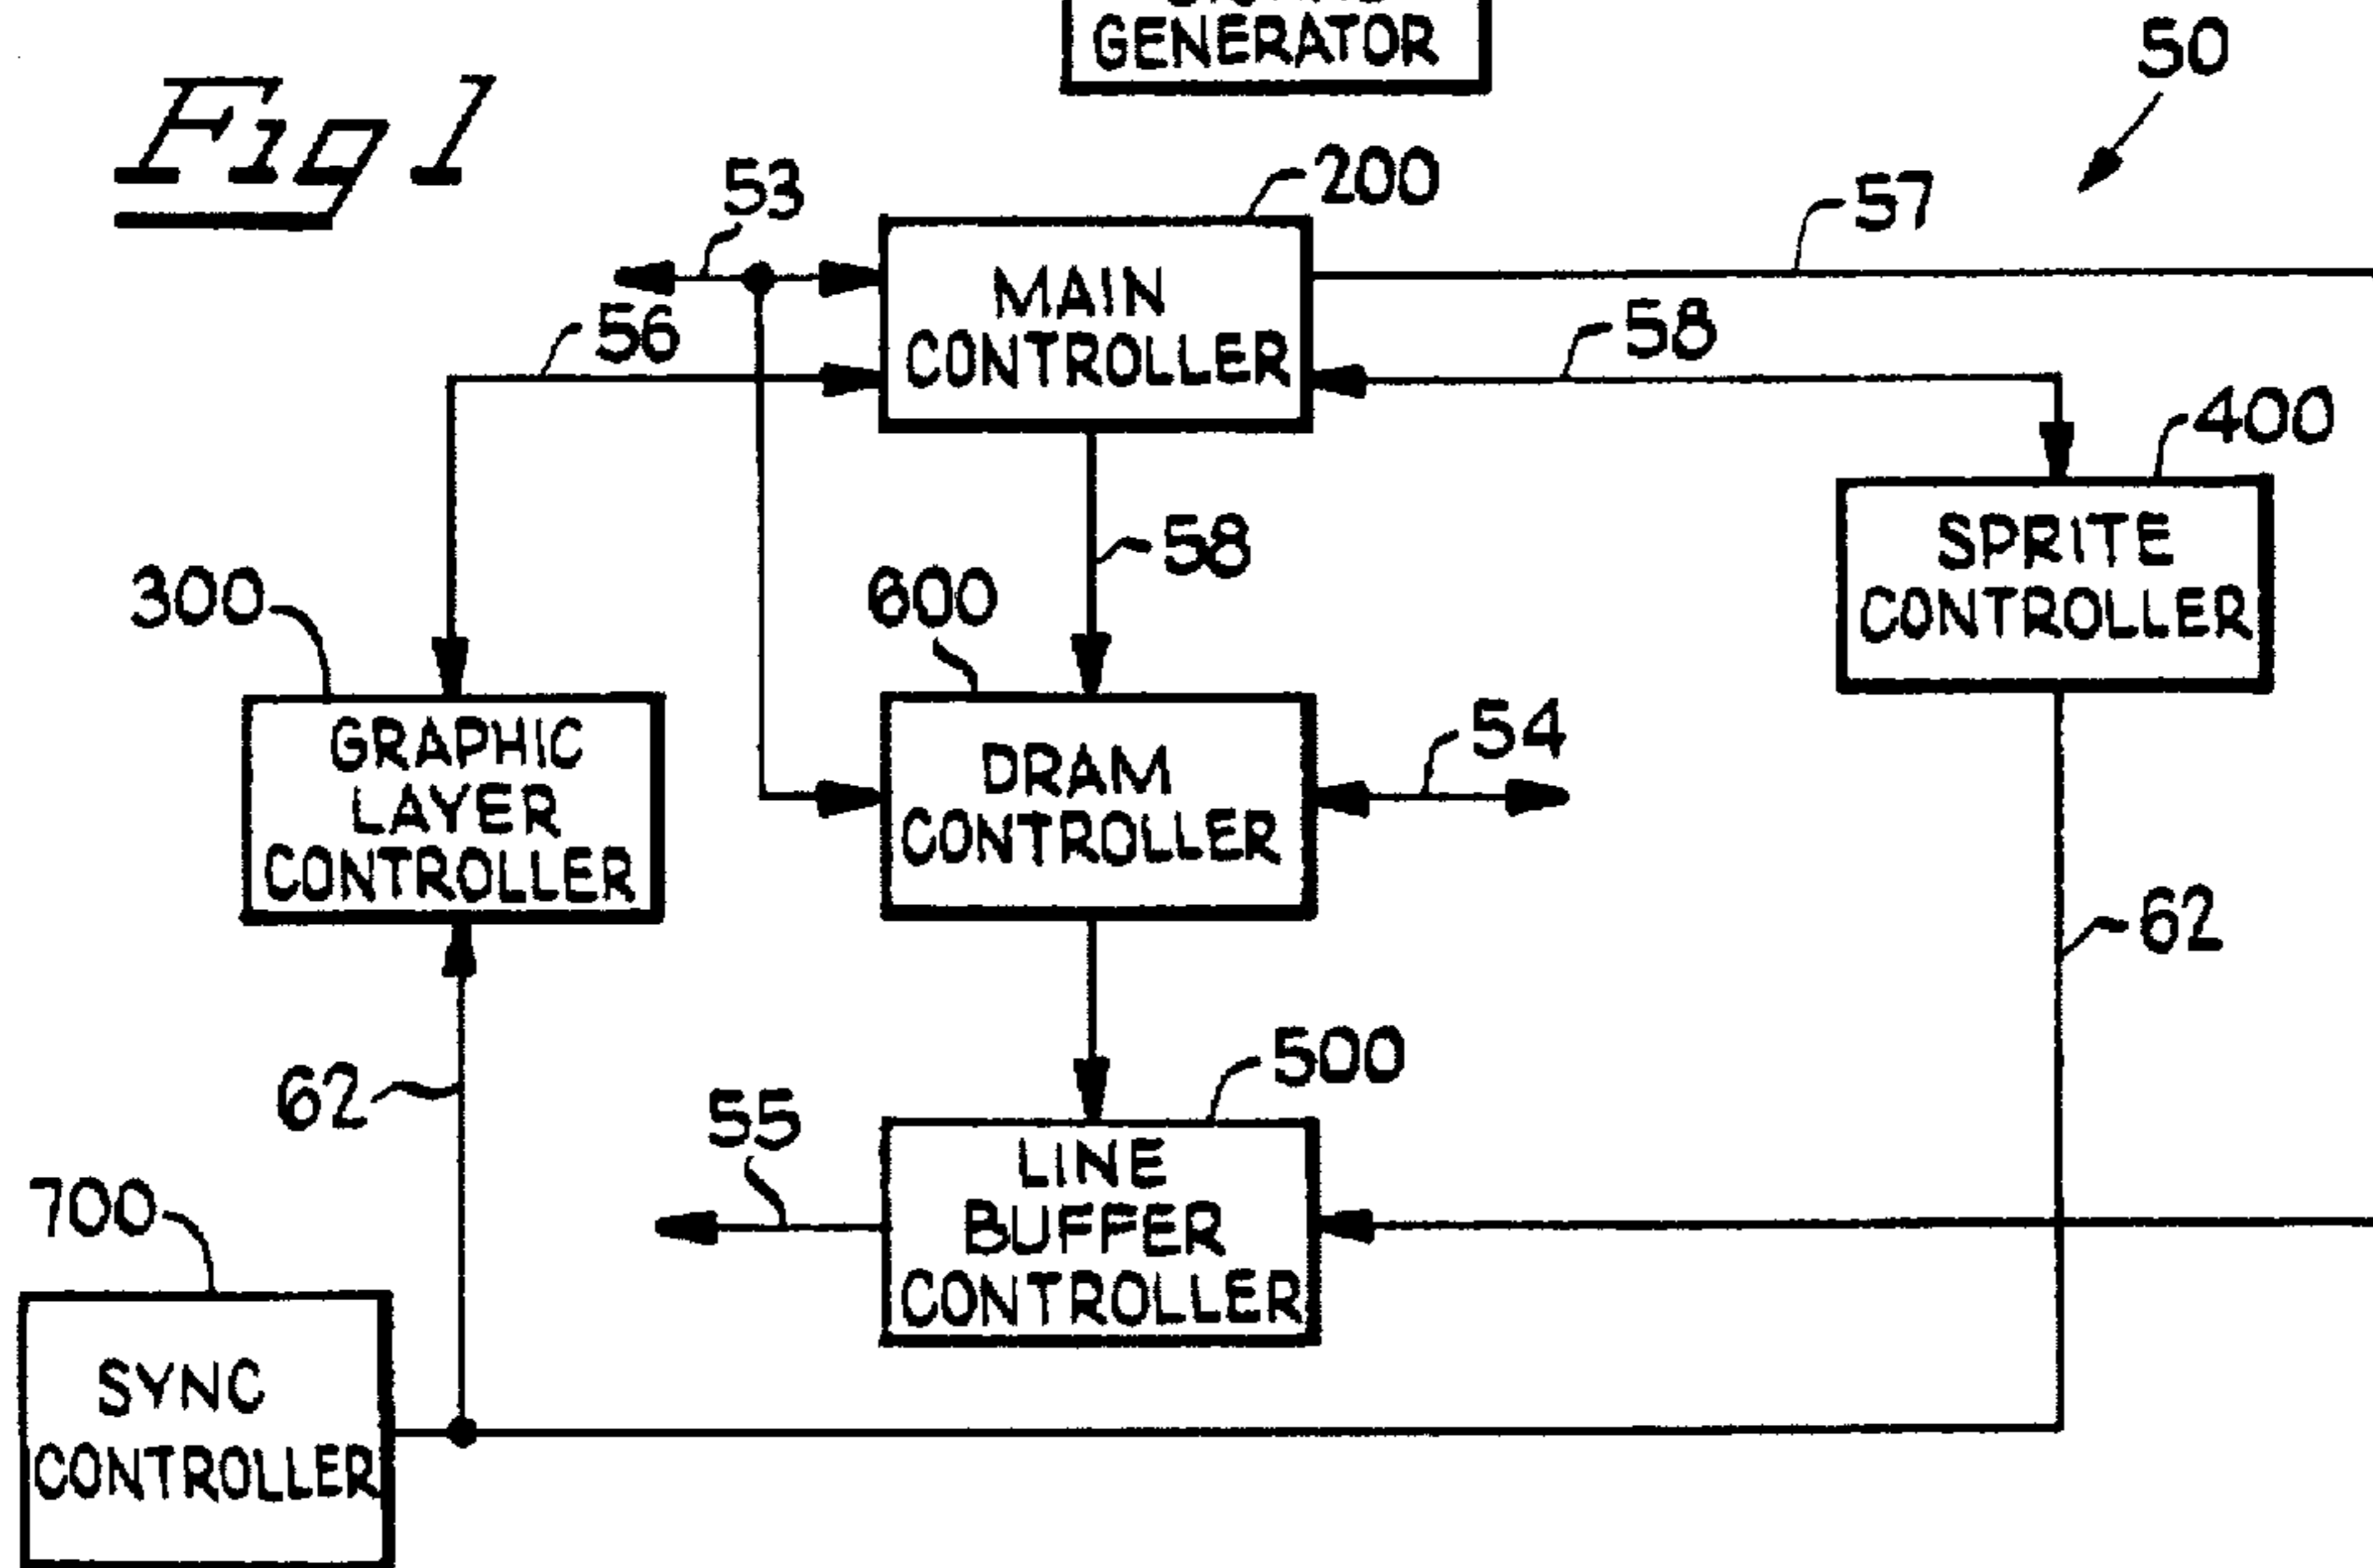 GENERATOR
50
Fig 1
53
200
57
MAIN
CONTROLLER
56
58
400
SPRITE
CONTROLLER
58
300
600
GRAPHIC
LAYER
CONTROLLER
DRAM
CONTROLLER
54
62
62
500
55
LINE
BUFFER
CONTROLLER
700
SYNC
CONTROLLER